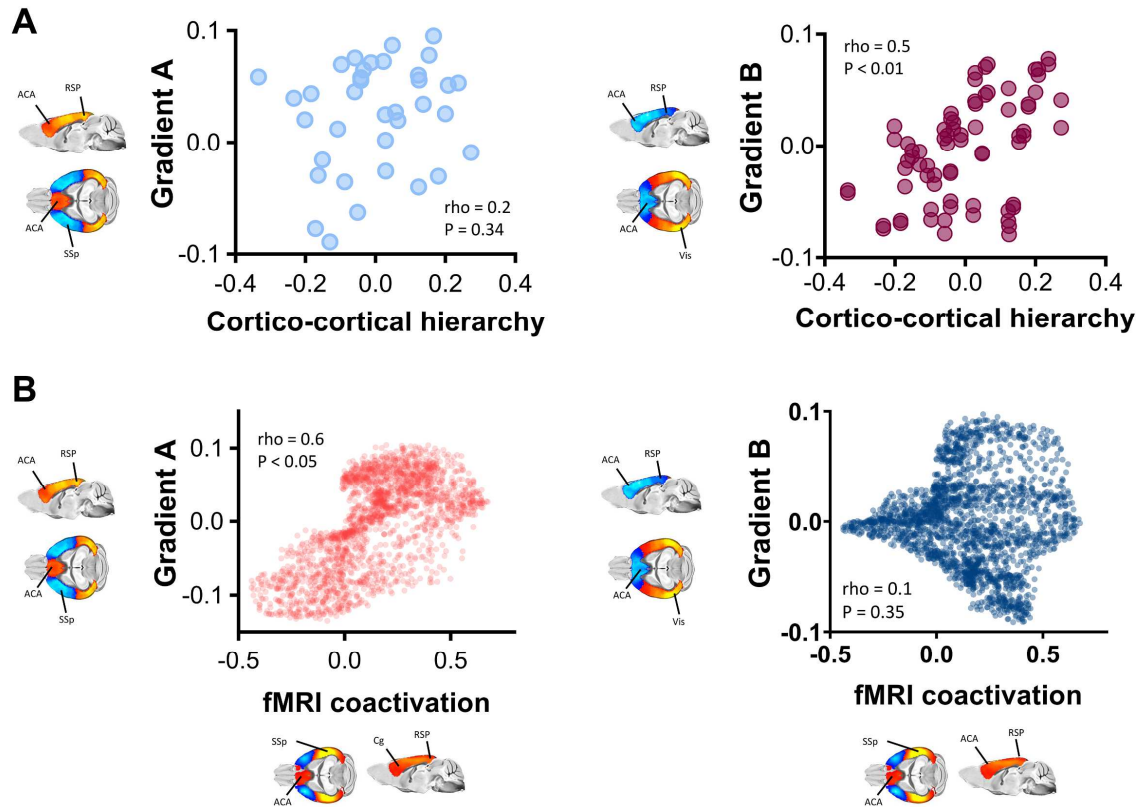 A
ACA
RSP
ACA
SSp
Gradient A
0.1
0.0
-0.1
rho = 0.2
P = 0.34
-0.4
-0.2
0.0
0.2
0.4
Cortico-cortical hierarchy
ACA
RSP
ACA
Vis
Gradient B
0.1
0.0
-0.1
rho = 0.5
P < 0.01
-0.4
-0.2
0.0
0.2
0.4
Cortico-cortical hierarchy
B
ACA
RSP
ACA
SSp
Gradient A
0.1
0.0
-0.1
rho = 0.6
P < 0.05
-0.5
0.0
0.5
fMRI coactivation
SSp
ACA
Cg
RSP
ACA
RSP
ACA
Vis
Gradient B
0.1
0.0
-0.1
rho = 0.1
P = 0.35
-0.5
0.0
0.5
fMRI coactivation
SSp
ACA
ACA
RSP